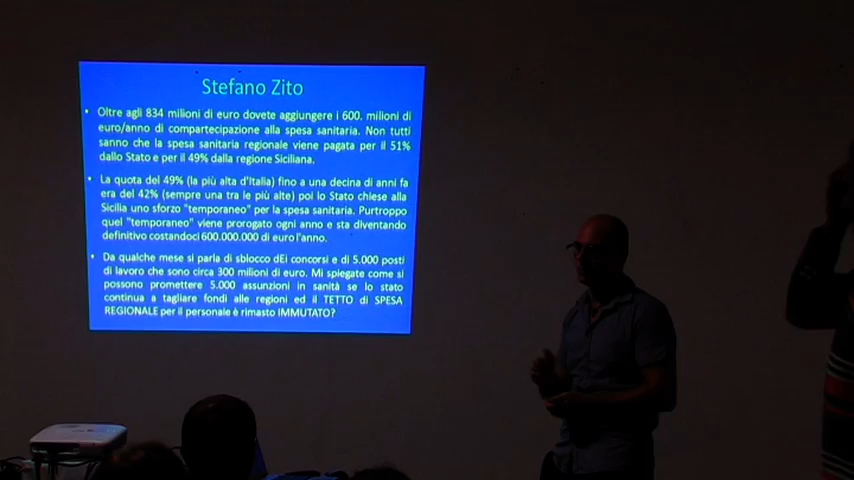 Stefano Zito
• Oltre agli 834 milioni di euro dovete aggiungere i 600. milioni di
euro/anno di compartecipazione alla spesa sanitaria. Non tutti
sanno che la spesa sanitaria regionale viene pagata per il 51%
dallo Stato e per il 49% dalla regione Siciliana.
• La quota del 49% (la più alta d'Italia) fino a una decina di anni fa
era del 42% (sempre una tra le più alte) poi lo Stato chiese alla
Sicilia uno sforzo "temporaneo" per la spesa sanitaria. Purtroppo
quel "temporaneo" viene prorogato ogni anno e sta diventando
definitivo costandoci 600.000.000 di euro l'anno.
• Da qualche mese si parla di sblocco dEi concorsi e di 5.000 posti
di lavoro che sono circa 300 milioni di euro. Mi spiegate come si
possono promettere 5.000 assunzioni in sanità se lo stato
continua a tagliare fondi alle regioni ed il TETTO di SPESA
REGIONALE per il personale è rimasto IMMUTATO?